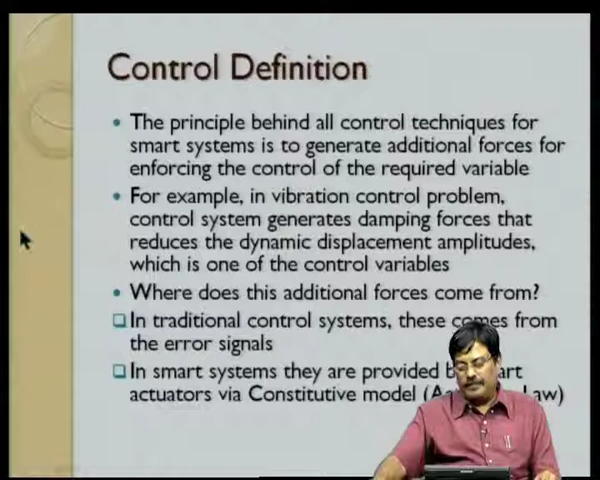 Control Definition
• The principle behind all control techniques for
smart systems is to generate additional forces for
enforcing the control of the required variable
• For example, in vibration control problem,
control system generates damping forces that
reduces the dynamic displacement amplitudes,
which is one of the control variables
• Where does this additional forces come from?
❑ In traditional control systems, these comes from
the error signals
❑ In smart systems they are provided
actuators via Constitutive model Law)